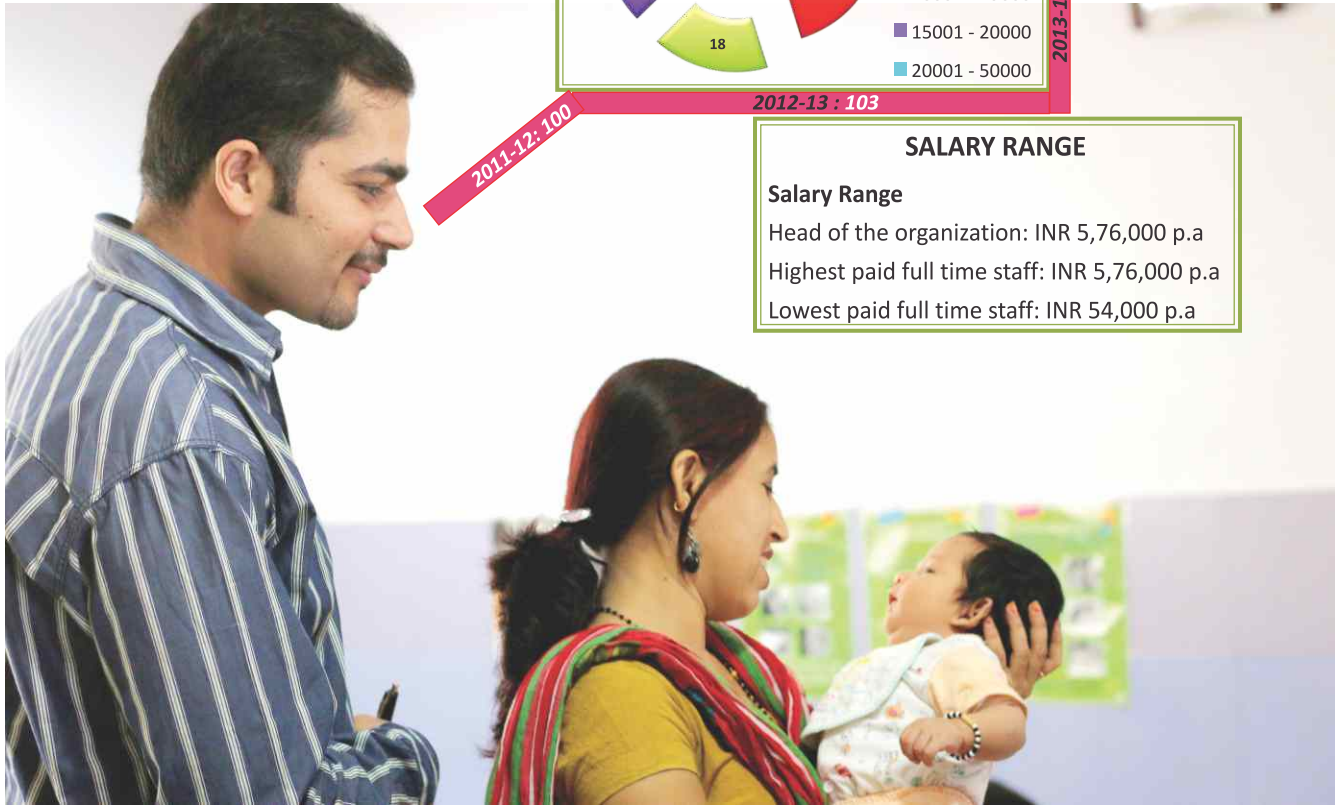 18
15001 - 20000
20001 - 50000
2011-12: 100
2012-13 : 103
SALARY RANGE
Salary Range
Head of the organization: INR 5,76,000 p.a
Highest paid full time staff: INR 5,76,000 p.a
Lowest paid full time staff: INR 54,000 p.a